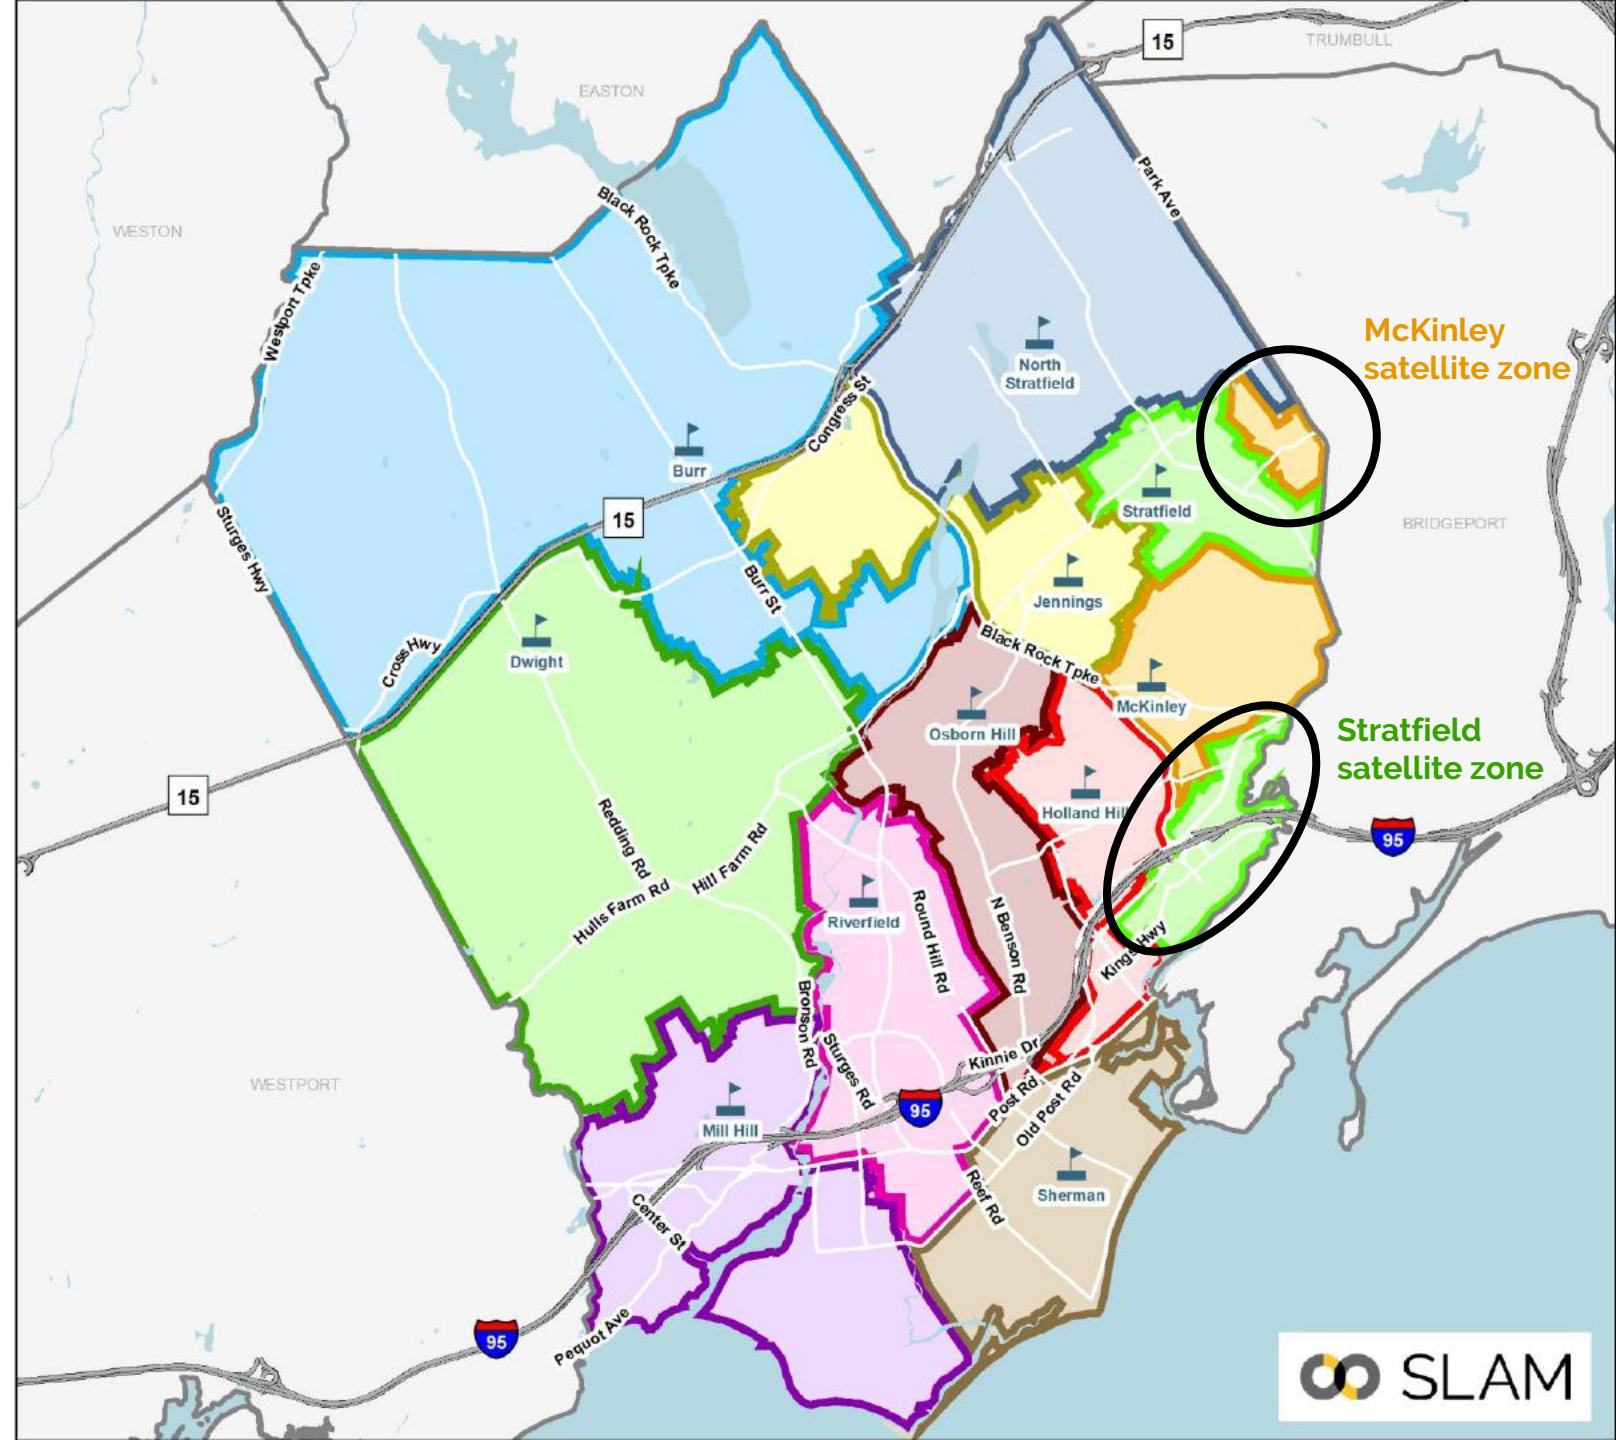 15
TRUMBULL
EASTON
Park Ave
Black Rock Tpke
WESTON
Westport Tpke
McKinley
satellite zone
North
Stratfield
Congress St
Burr
Stratfield
15
BRIDGEPORT
Sturges Hwy
Burr St
Jennings
Cross Hwy
Dwight
Black Rock Tpke
McKinley
Osborn Hill
Stratfield
satellite zone
15
Holland Hill
95
Redding Rd
Hill Farm Rd
Hulls Farm Rd
Riverfield
Round Hill Rd
N Benson Rd
Kings Hwy
Bronson Rd
Sturges Rd
Kinnie Dr
WESTPORT
Mill Hill
95
Post Rd
Old Post Rd
Sherman
Reef Rd
Center St
95
Pequot Ave
SLAM